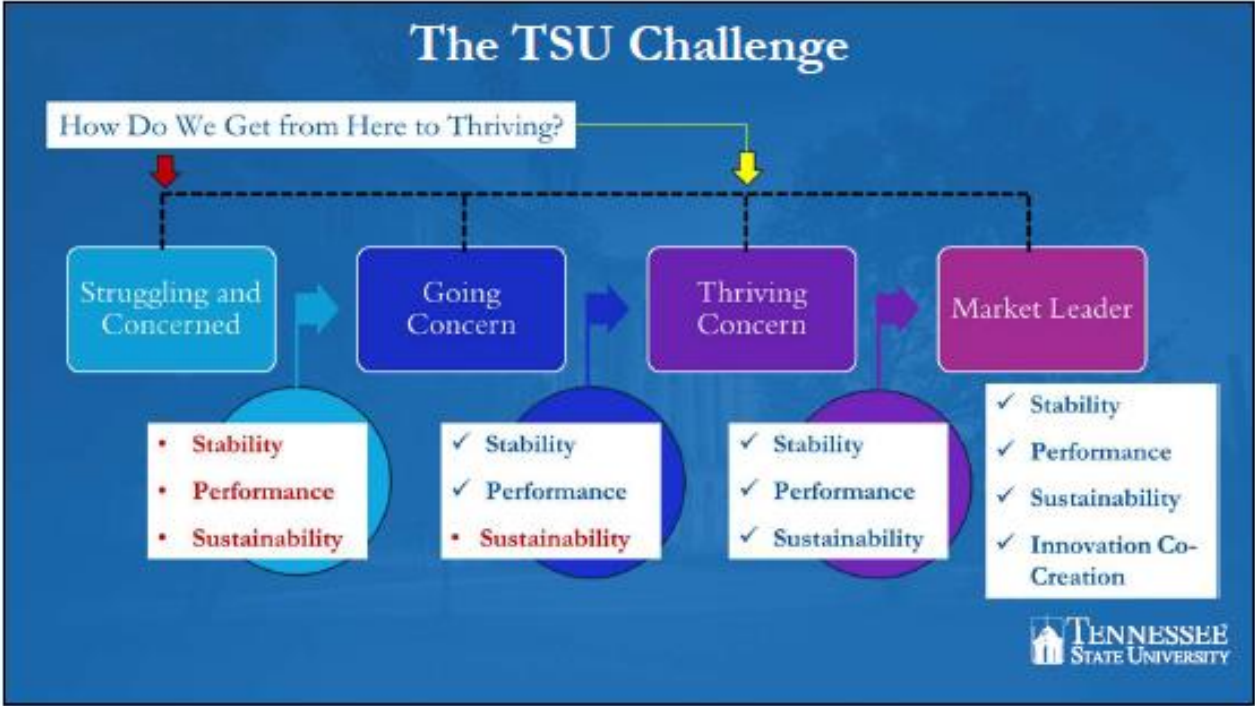 The TSU Challenge
How Do We Get from Here to Thriving?
Struggling and
Concerned
Going
Concern
Thriving
Concern
Market Leader
• Stability
• Performance
• Sustainability
✓ Stability
✓ Performance
• Sustainability
✓ Stability
✓ Performance
✓ Sustainability
✓ Stability
✓ Performance
✓ Sustainability
✓ Innovation Co-
Creation
TENNESSEE
STATE UNIVERSITY